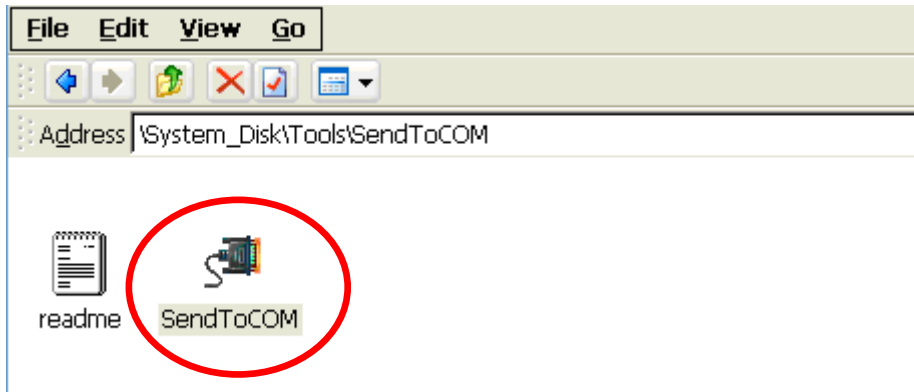 File Edit View Go
Address \System_Disk\Tools\SendToCOM
readme SendToCOM